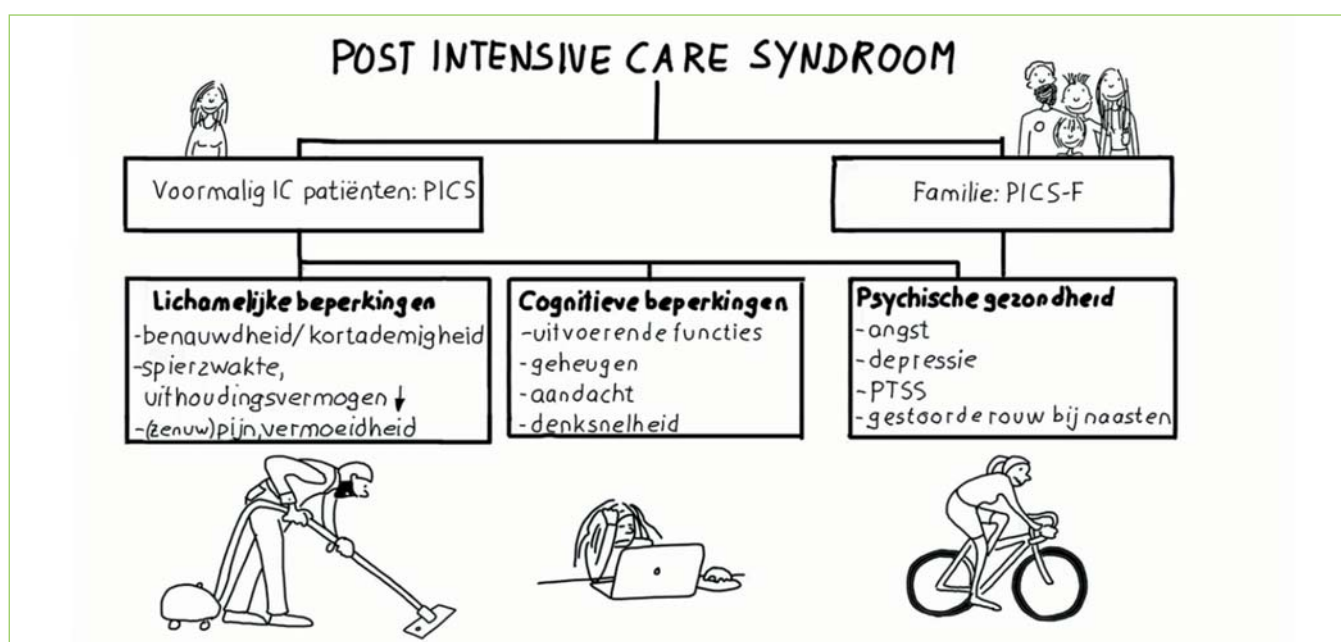 POST INTENSIVE CARE SYNDROOM
Voormalig IC patiënten: PICS
Familie: PICS-F
Lichamelijke beperkingen
-benauwdheid/kortademigheid
-spierzwakte,
uithoudingsvermogen ↓
-(zenuw)pijn, vermoeidheid
Cognitieve beperkingen
-uitvoerende functies
-geheugen
-aandacht
-denksnelheid
Psychische gezondheid
-angst
-depressie
-PTSS
-gestoorde rouw bij naasten